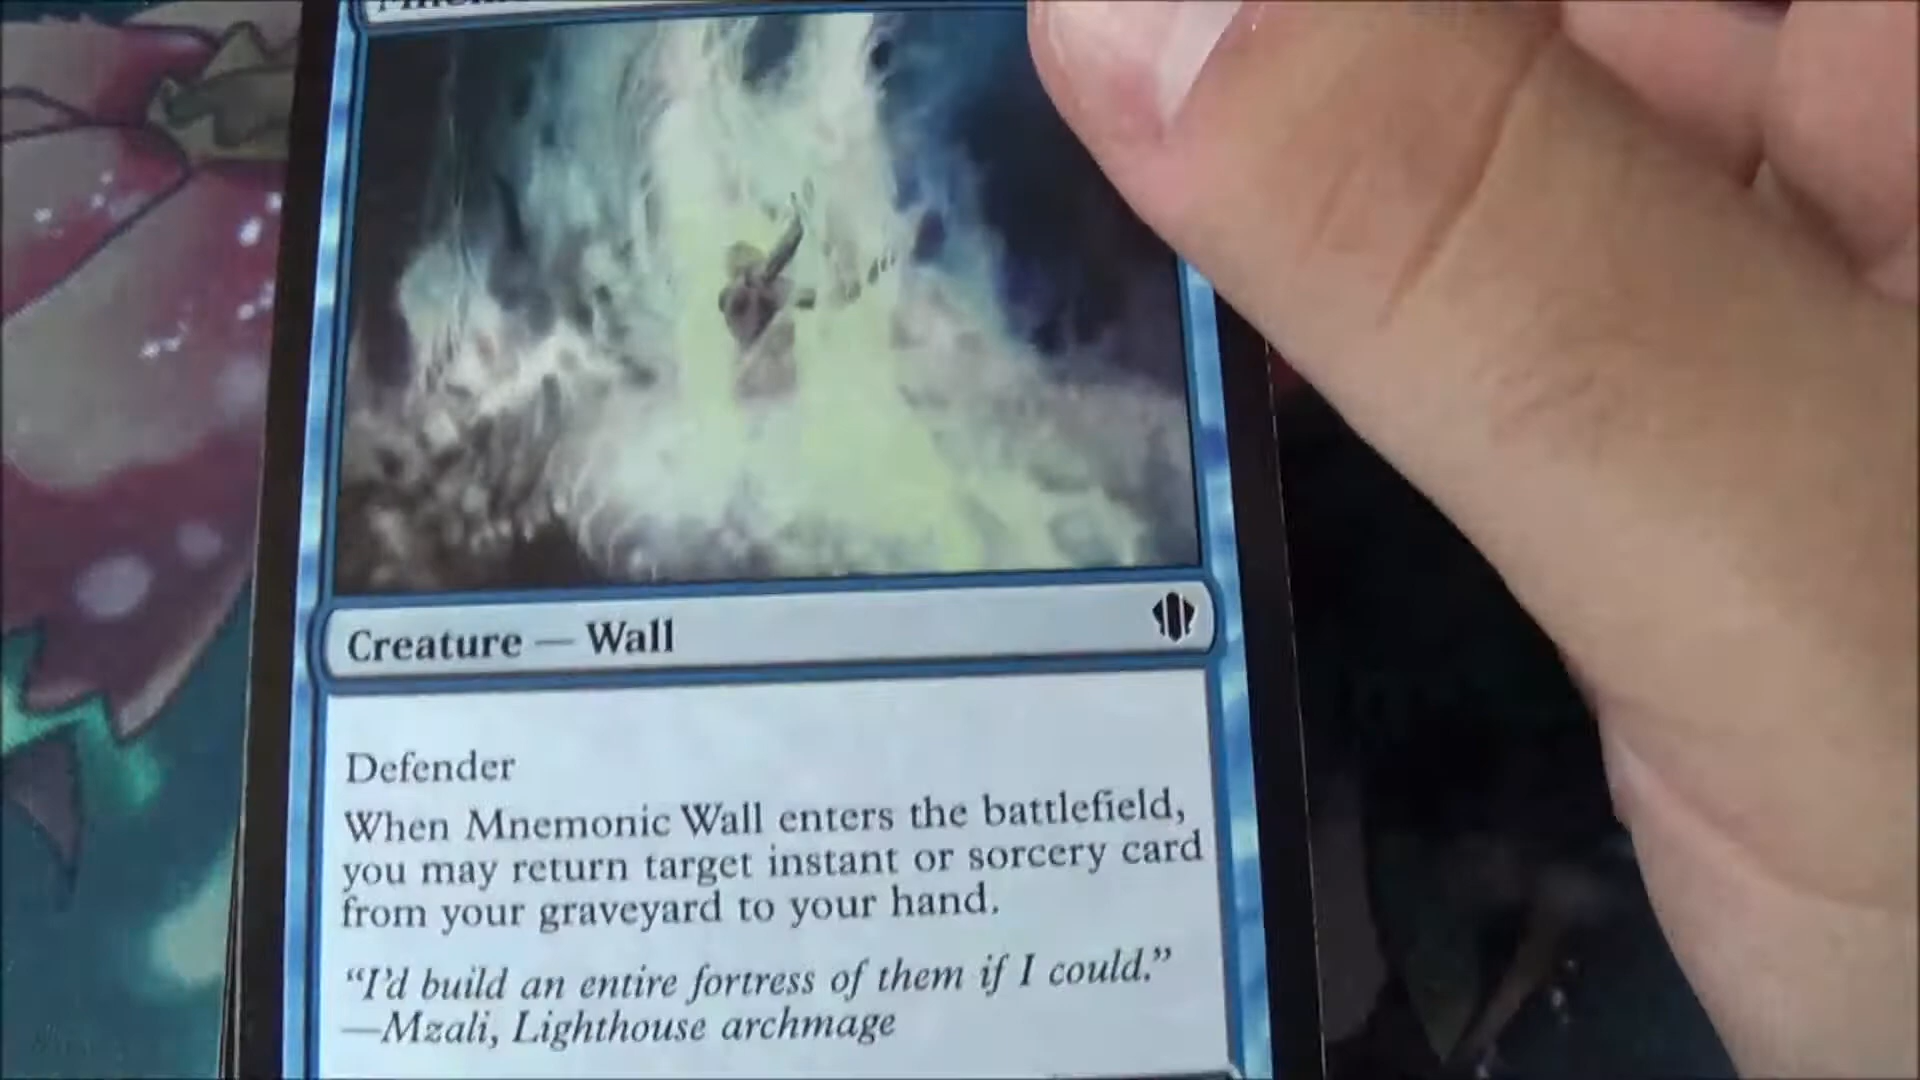 Creature — Wall
Defender
When Mnemonic Wall enters the battlefield,
you may return target instant or sorcery card
from your graveyard to your hand.
“I’d build an entire fortress of them if I could.”
—Mzali, Lighthouse archmage